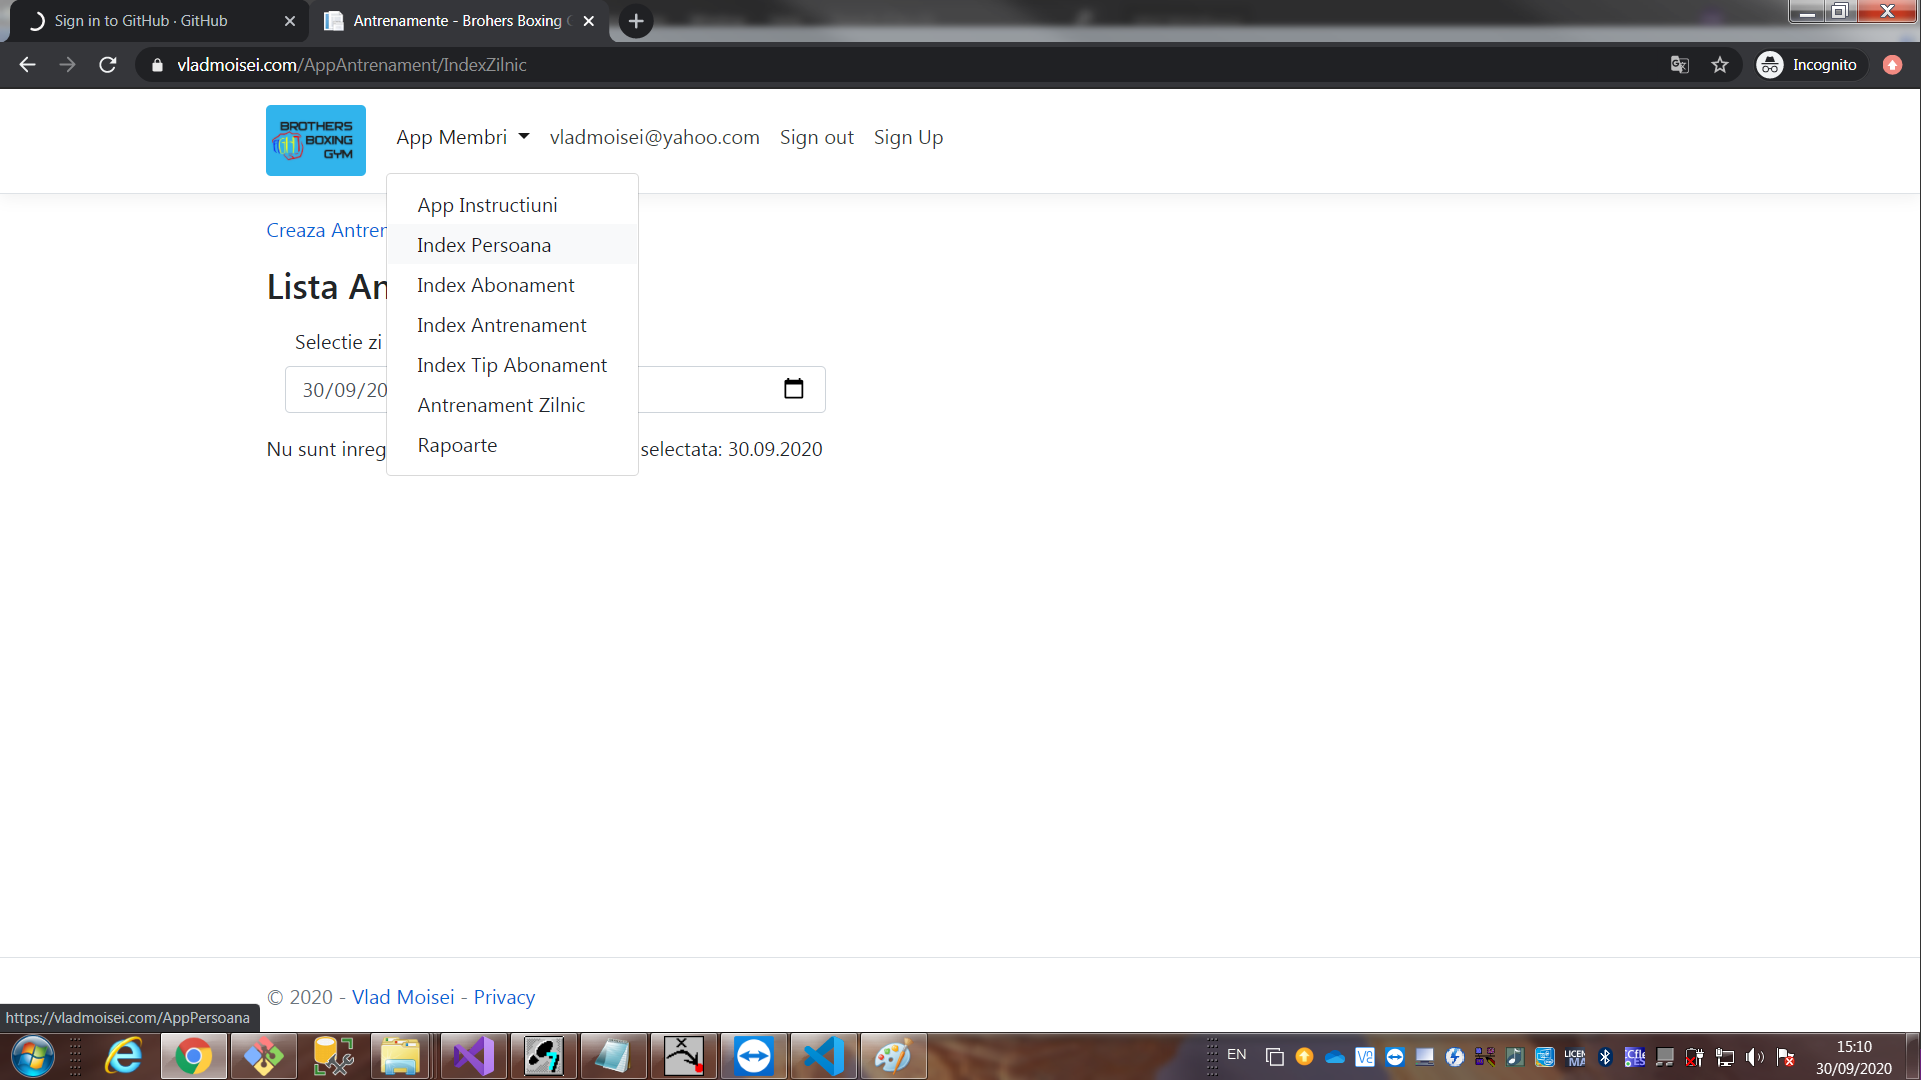 Sign in to GitHub · GitHub
Antrenamente - Brohers Boxing
vladmoisei.com/AppAntrenament/IndexZilnic
Incognito
BROTHERS
BOXING
GYM
App Membri
vladmoisei@yahoo.com
Sign out
Sign Up
App Instructiuni
Index Persoana
Index Abonament
Index Antrenament
Index Tip Abonament
Antrenament Zilnic
Rapoarte
Creaza Antren
Lista An
Selectie zi
30/09/20
Nu sunt inreg selectata: 30.09.2020
© 2020 - Vlad Moisei - Privacy
https://vladmoisei.com/AppPersoana
EN
15:10
30/09/2020